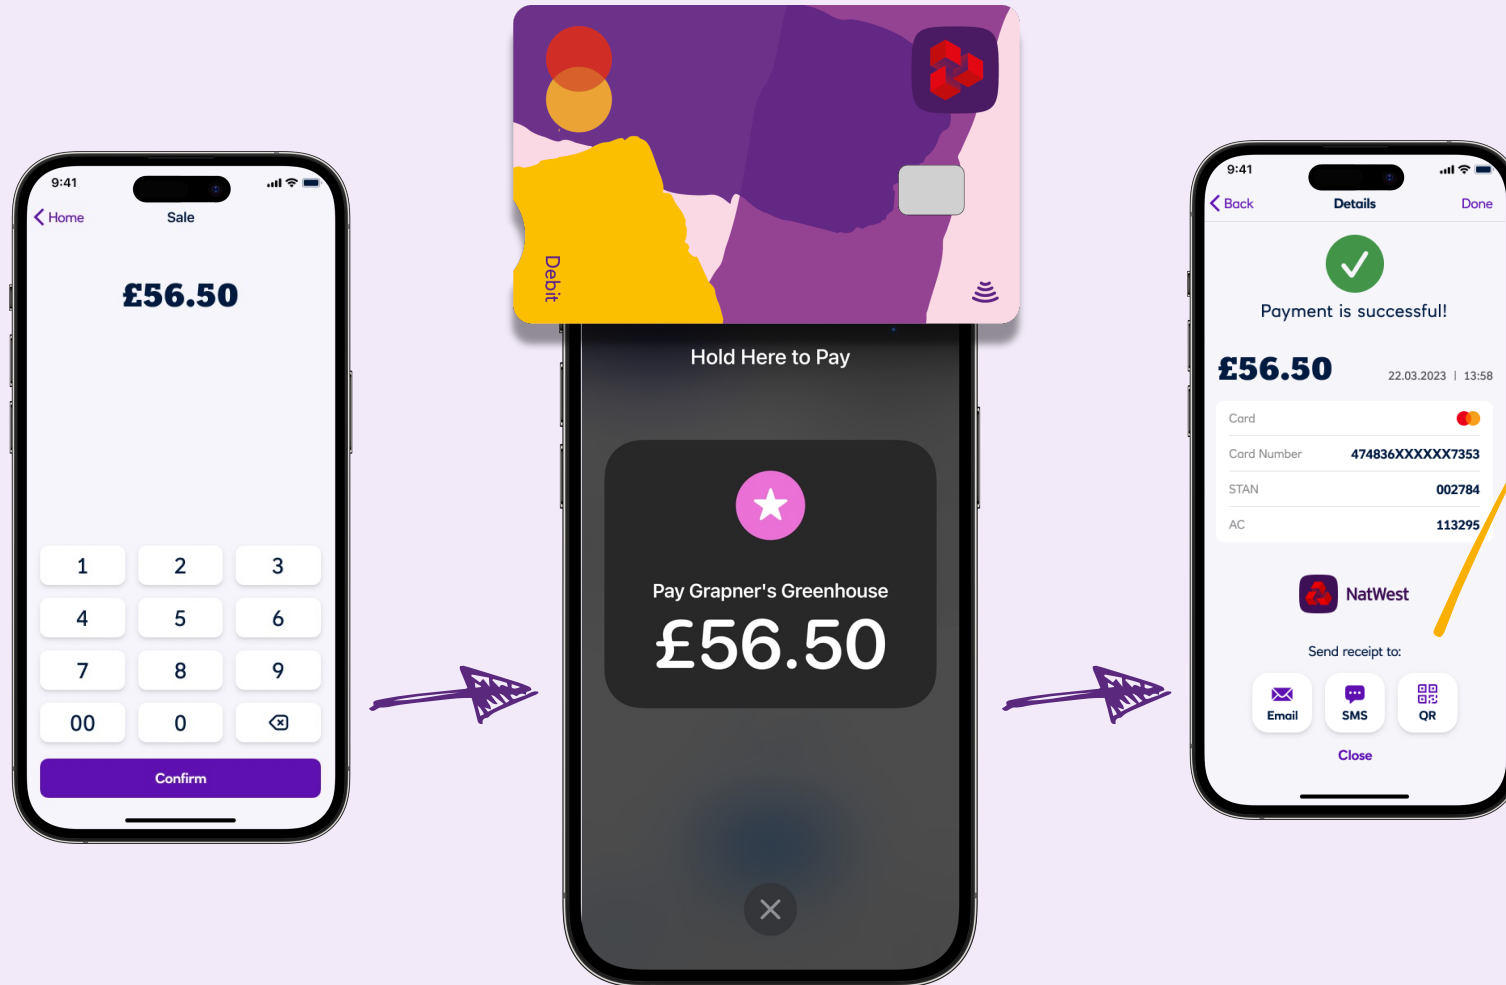 9:41
Home
Sale
£56.50
1 2 3
4 5 6
7 8 9
00 0
Confirm
Debit
Hold Here to Pay
Pay Grapner's Greenhouse
£56.50
9:41
Back
Details
Done
Payment is successful!
£56.50
22.03.2023 | 13:58
Card
Card Number 474836XXXXXX7353
STAN 002784
AC 113295
NatWest
Send receipt to:
Email SMS QR
Close